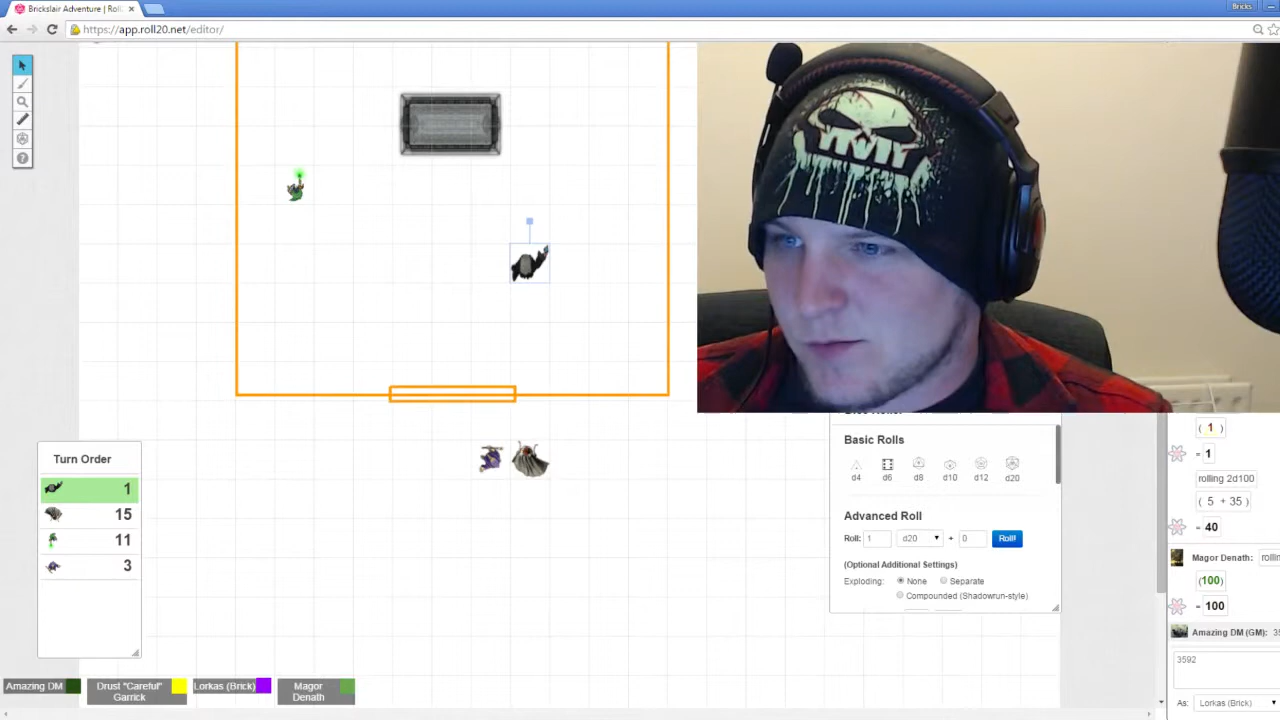 Brickslair Adventure | Roll
Bricks
https://app.roll20.net/editor/
Turn Order
1
15
11
3
Basic Rolls
d4 d6 d8 d10 d12 d20
Advanced Roll
Roll: 1 d20 + 0 Roll!
(Optional Additional Settings)
Exploding: None Separate
Compounded (Shadowrun-style)
( 1 )
= 1
rolling 2d100
( 5 + 35 )
= 40
Magor Denath:
(100)
= 100
Amazing DM (GM):
3592
As: Lorkas (Brick)
Amazing DM
Drust "Careful"
Garrick
Lorkas (Brick)
Magor
Denath